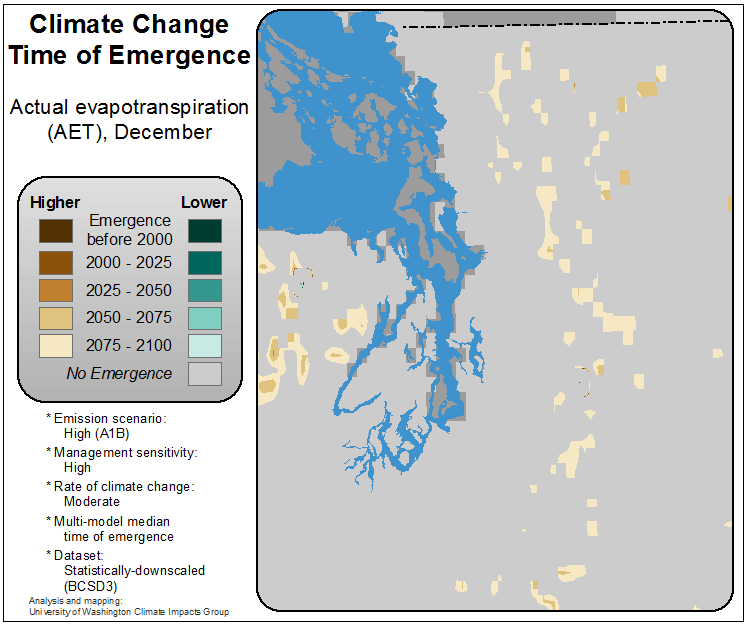 Climate Change
Time of Emergence
Actual evapotranspiration
(AET), December
Higher Lower
Emergence
before 2000
2000 - 2025
2025 - 2050
2050 - 2075
2075 - 2100
No Emergence
* Emission scenario:
High (A1B)
* Management sensitivity:
High
* Rate of climate change:
Moderate
* Multi-model median
time of emergence
* Dataset:
Statistically-downscaled
(BCSD3)
Analysis and mapping:
University of Washington Climate Impacts Group